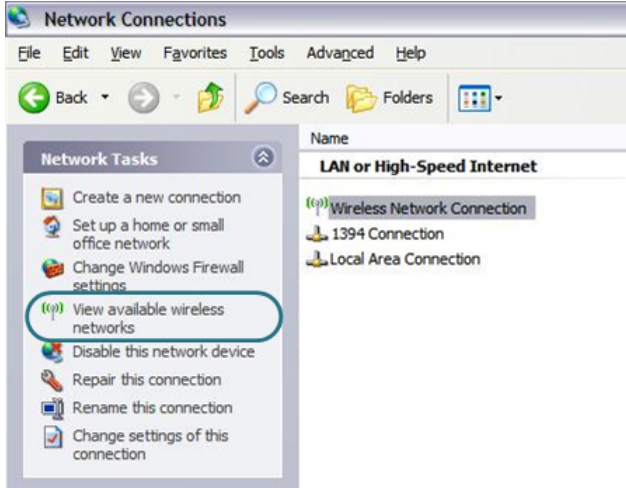 Network Connections
File Edit View Favorites Tools Advanced Help
Back Search Folders
Name
Network Tasks
LAN or High-Speed Internet
Create a new connection
Set up a home or small
office network
Change Windows Firewall
settings
View available wireless
networks
Disable this network device
Repair this connection
Rename this connection
Change settings of this
connection
Wireless Network Connection
1394 Connection
Local Area Connection